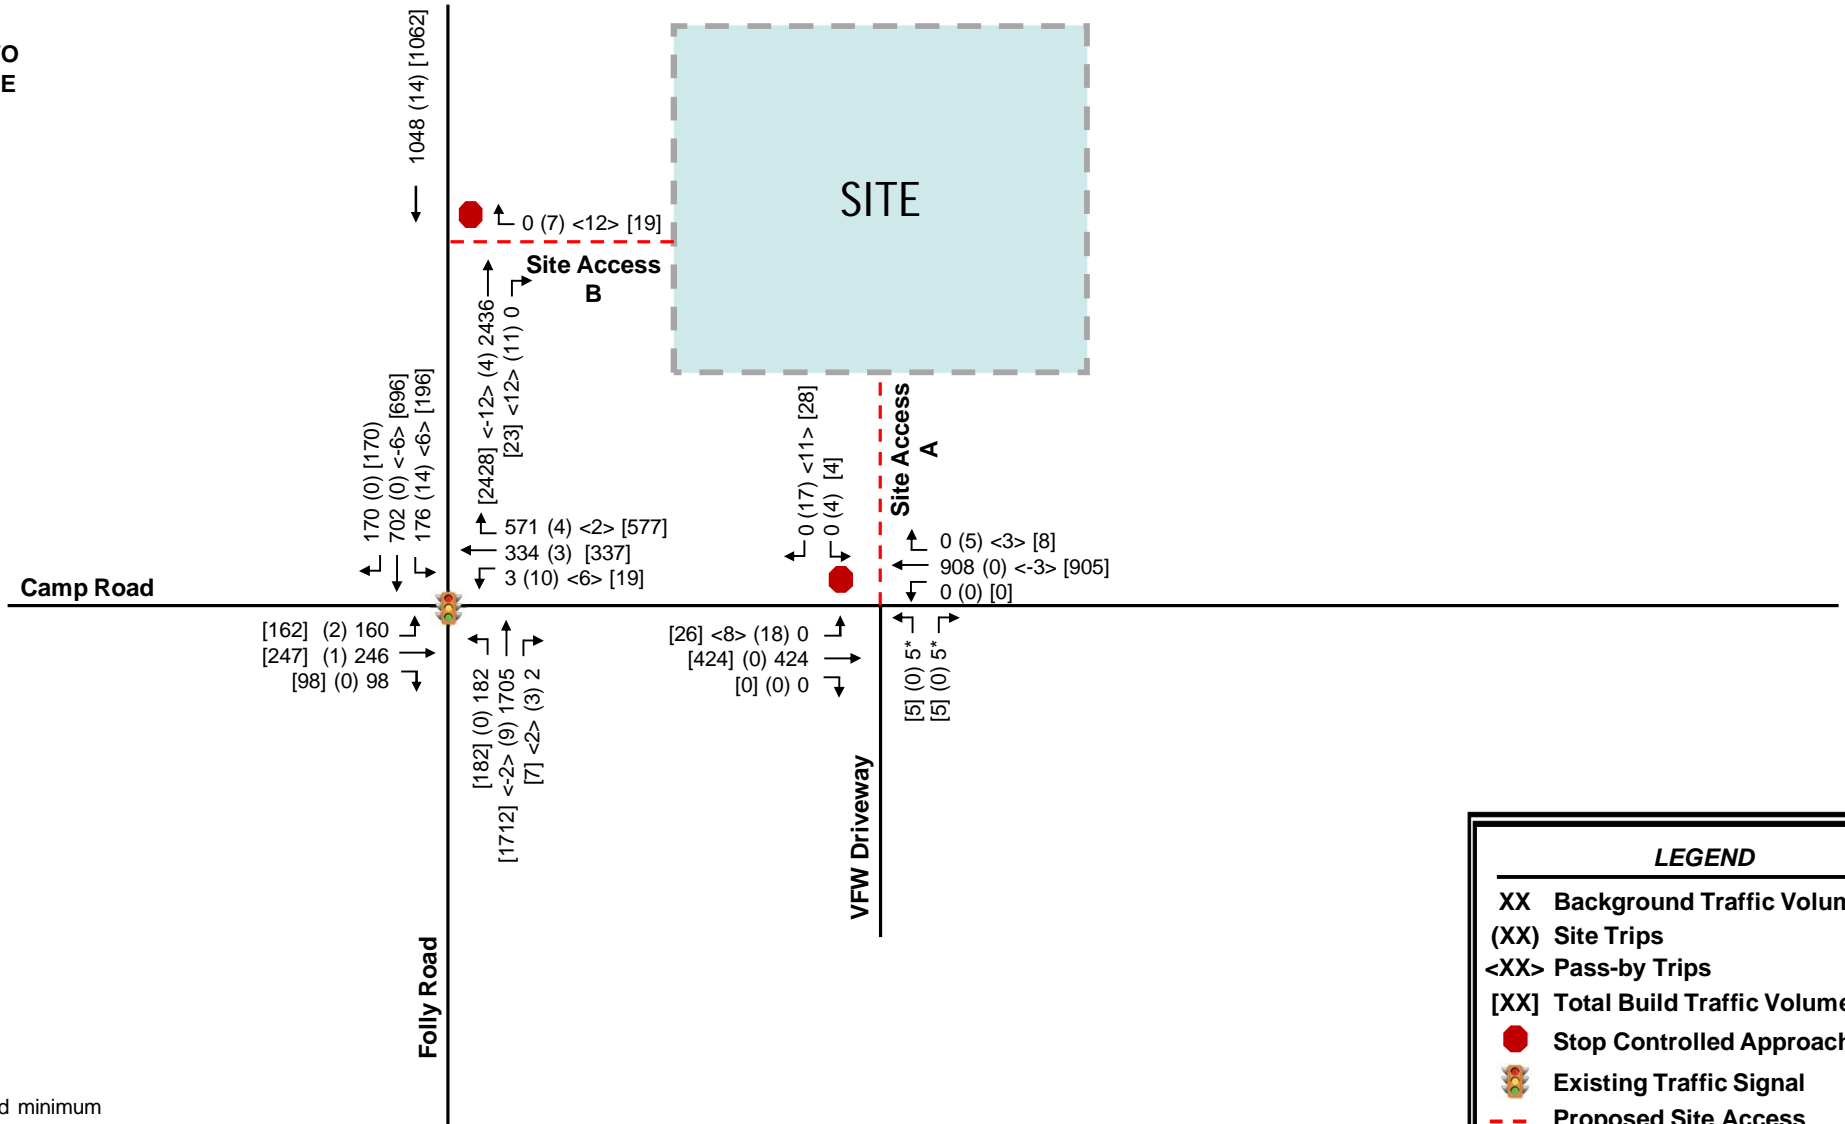 1048 (14) [1062]
SITE
0 (7) <12> [19]
Site Access
B
[2428] <-12> (4) 2436
[23] <12> (11) 0
170 (0) [170]
702 (0) <-6> [696]
176 (14) <6> [196]
571 (4) <2> [577]
334 (3) [337]
3 (10) <6> [19]
0 (17) <11> [28]
0 (4) [4]
Site Access
A
0 (5) <3> [8]
908 (0) <-3> [905]
0 (0) [0]
Camp Road
[162] (2) 160
[247] (1) 246
[98] (0) 98
[182] (0) 182
[1712] <-2> (9) 1705
[7] <2> (3) 2
[26] <8> (18) 0
[424] (0) 424
[0] (0) 0
[5] (0) 5*
[5] (0) 5*
VFW Driveway
Folly Road
LEGEND
XX Background Traffic
(XX) Site Trips
<XX> Pass-by Trips
[XX] Total Build Traffic
Stop Controlled Approach
Existing Traffic Signal
Proposed Site Access
minimum